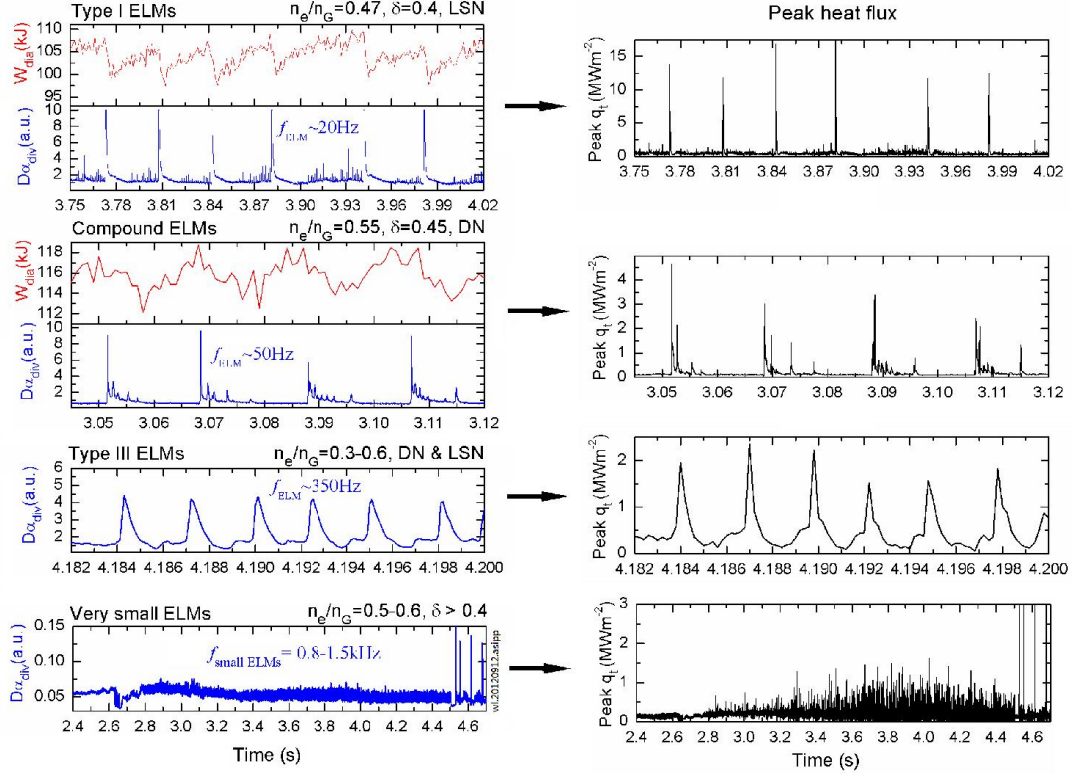 Type I ELMs n_e/n_G=0.47, δ=0.4, LSN
W_dia(kJ)
110
105
100
95
Dα_div(a.u.)
10
8
6
4
2
f_ELM~20Hz
3.75 3.78 3.81 3.84 3.87 3.90 3.93 3.96 3.99 4.02
Peak heat flux
Peak q_t (MWm⁻²)
15
10
5
0
3.75 3.78 3.81 3.84 3.87 3.90 3.93 3.96 3.99 4.02
Compound ELMs n_e/n_G=0.55, δ=0.45, DN
W_dia(kJ)
118
116
114
112
Dα_div(a.u.)
10
8
6
4
2
f_ELM~50Hz
3.05 3.06 3.07 3.08 3.09 3.10 3.11 3.12
Peak q_t (MWm⁻²)
5
4
3
2
1
0
3.05 3.06 3.07 3.08 3.09 3.10 3.11 3.12
Type III ELMs n_e/n_G=0.3-0.6, DN & LSN
Dα_div(a.u.)
6
5
4
3
2
1
f_ELM~350Hz
4.182 4.184 4.186 4.188 4.190 4.192 4.194 4.196 4.198 4.200
Peak q_t (MWm⁻²)
2
1
0
4.182 4.184 4.186 4.188 4.190 4.192 4.194 4.196 4.198 4.200
Very small ELMs n_e/n_G=0.5-0.6, δ > 0.4
Dα_div(a.u.)
0.15
0.10
0.05
f_small ELMs = 0.8-1.5kHz
wl.20120912.asipp
2.4 2.6 2.8 3.0 3.2 3.4 3.6 3.8 4.0 4.2 4.4 4.6
Time (s)
Peak q_t (MWm⁻²)
3
2
1
0
2.4 2.6 2.8 3.0 3.2 3.4 3.6 3.8 4.0 4.2 4.4 4.6
Time (s)